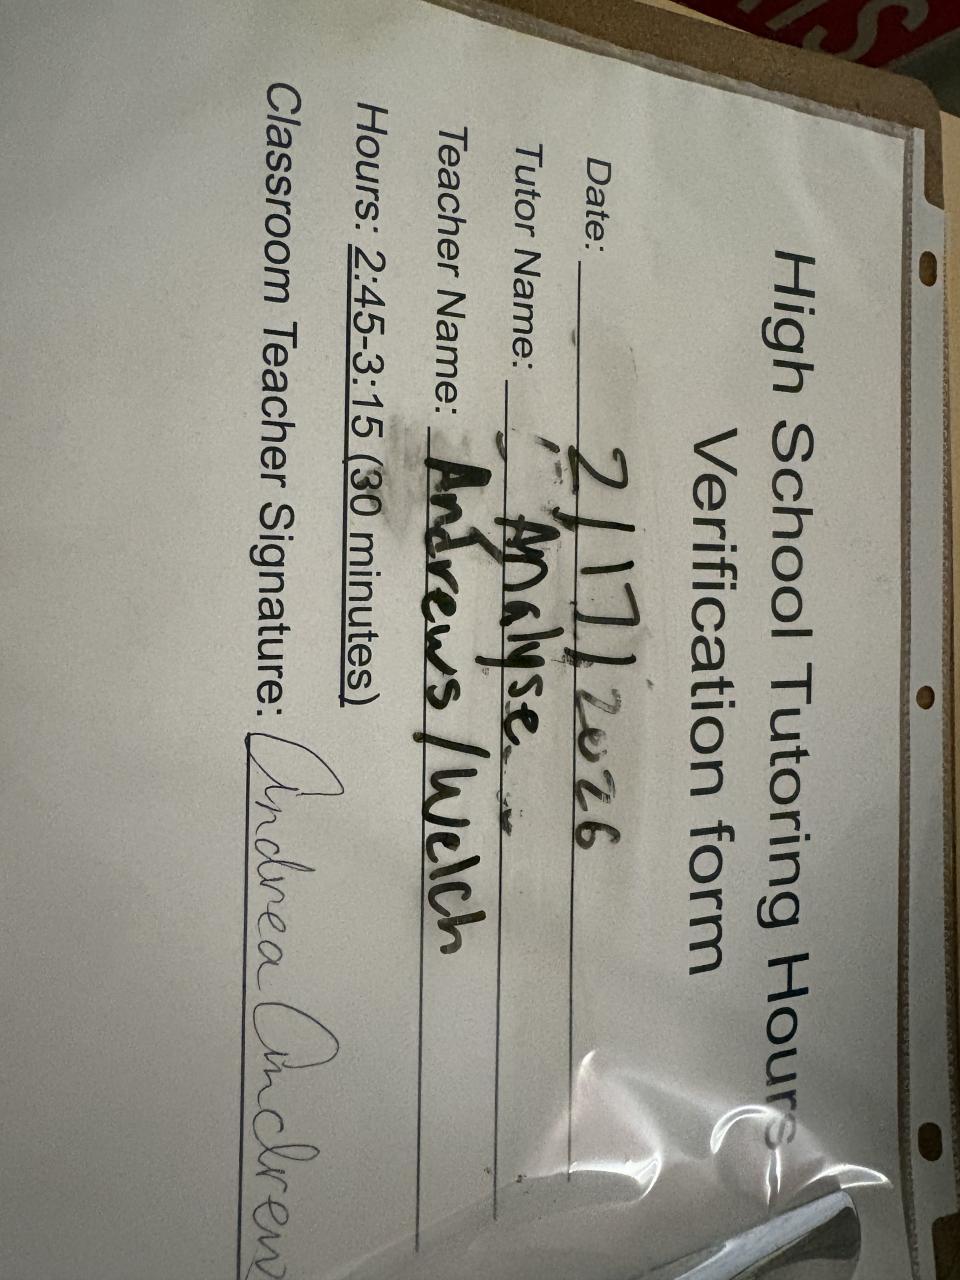 High School Tutoring Hours
Verification form
Date: 2/17/2026
Tutor Name: Analyse
Teacher Name: Andrews/Welch
Hours: 2:45-3:15 (30 minutes)
Classroom Teacher Signature: Andrea Andrews